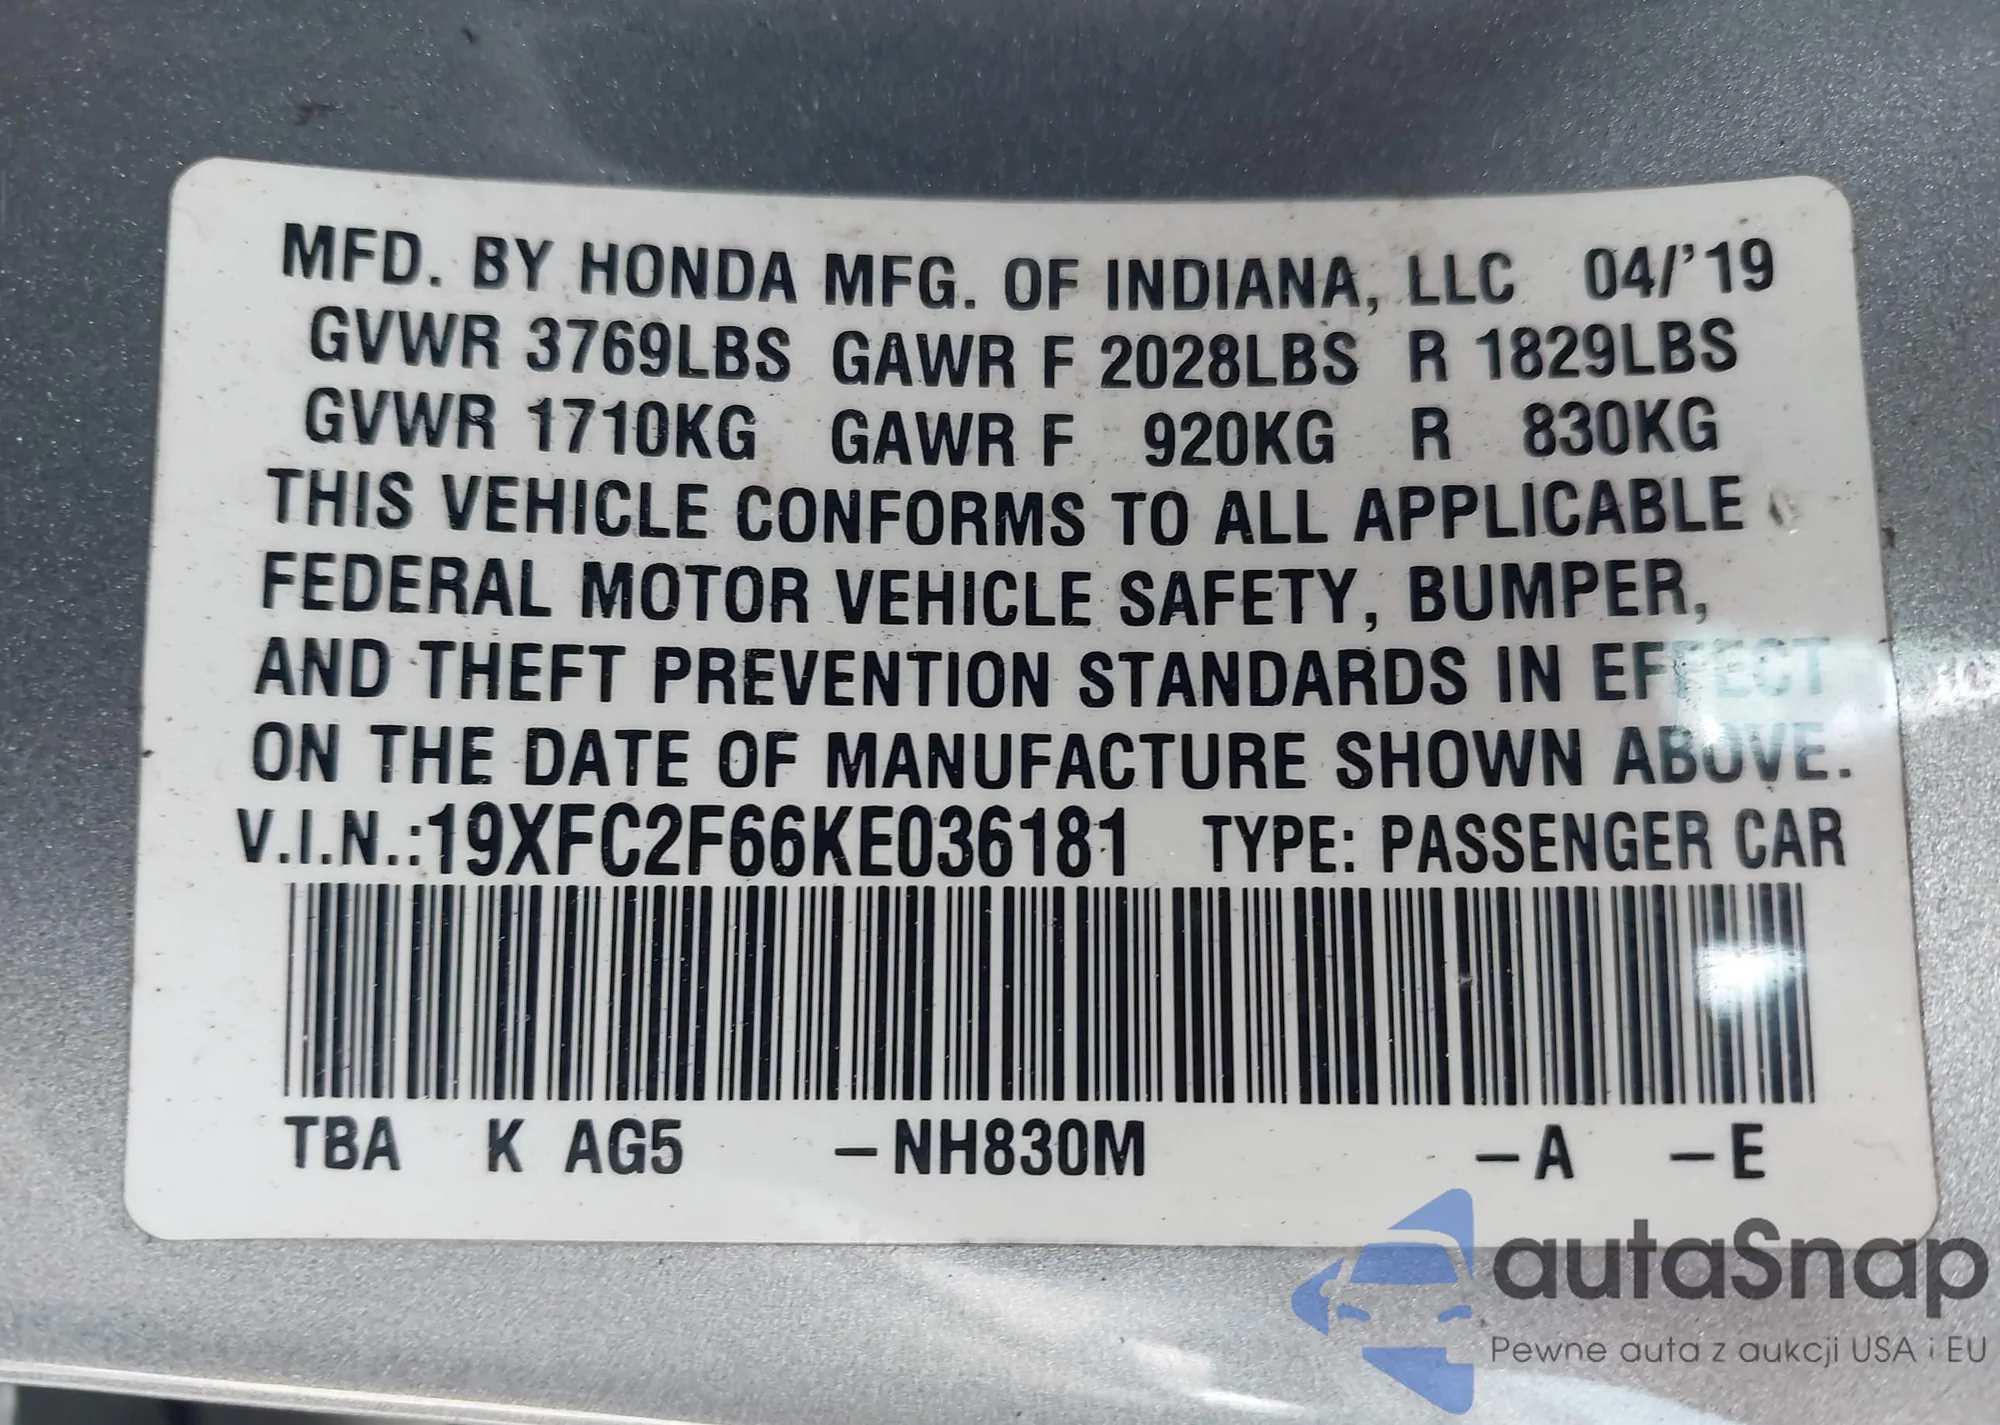 MFD. BY HONDA MFG. OF INDIANA, LLC 04/'19
GVWR 3769LBS GAWR F 2028LBS R 1829LBS
GVWR 1710KG GAWR F 920KG R 830KG
THIS VEHICLE CONFORMS TO ALL APPLICABLE
FEDERAL MOTOR VEHICLE SAFETY, BUMPER,
AND THEFT PREVENTION STANDARDS IN EFFECT
ON THE DATE OF MANUFACTURE SHOWN ABOVE.
V.I.N.:19XFC2F66KE036181 TYPE: PASSENGER CAR
TBA K AG5 –NH830M –A –E
autaSnap
Pewne auta z aukcji USA i EU